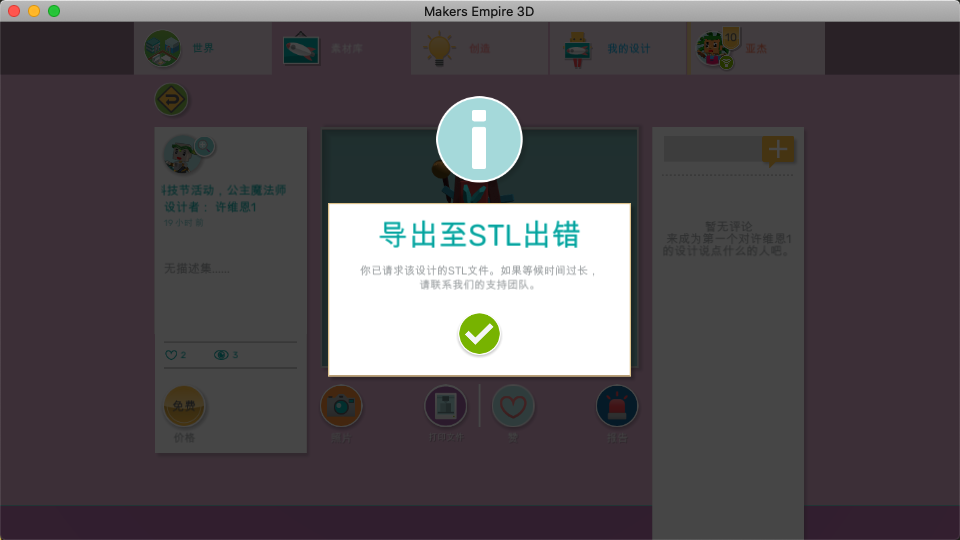 Makers Empire 3D
世界
素材库
创造
我的设计
10
导出至STL出错
你已请求该设计的STL文件。如果等候时间过长，
请联系我们的支持团队。
科技节活动，公主魔法师
设计者： 许维恩1
19 小时 前
无描述集......
2
3
免费
价格
照片
打印文件
赞
报告
暂无评论
来成为第一个对许维恩1
的设计说点什么的人吧。